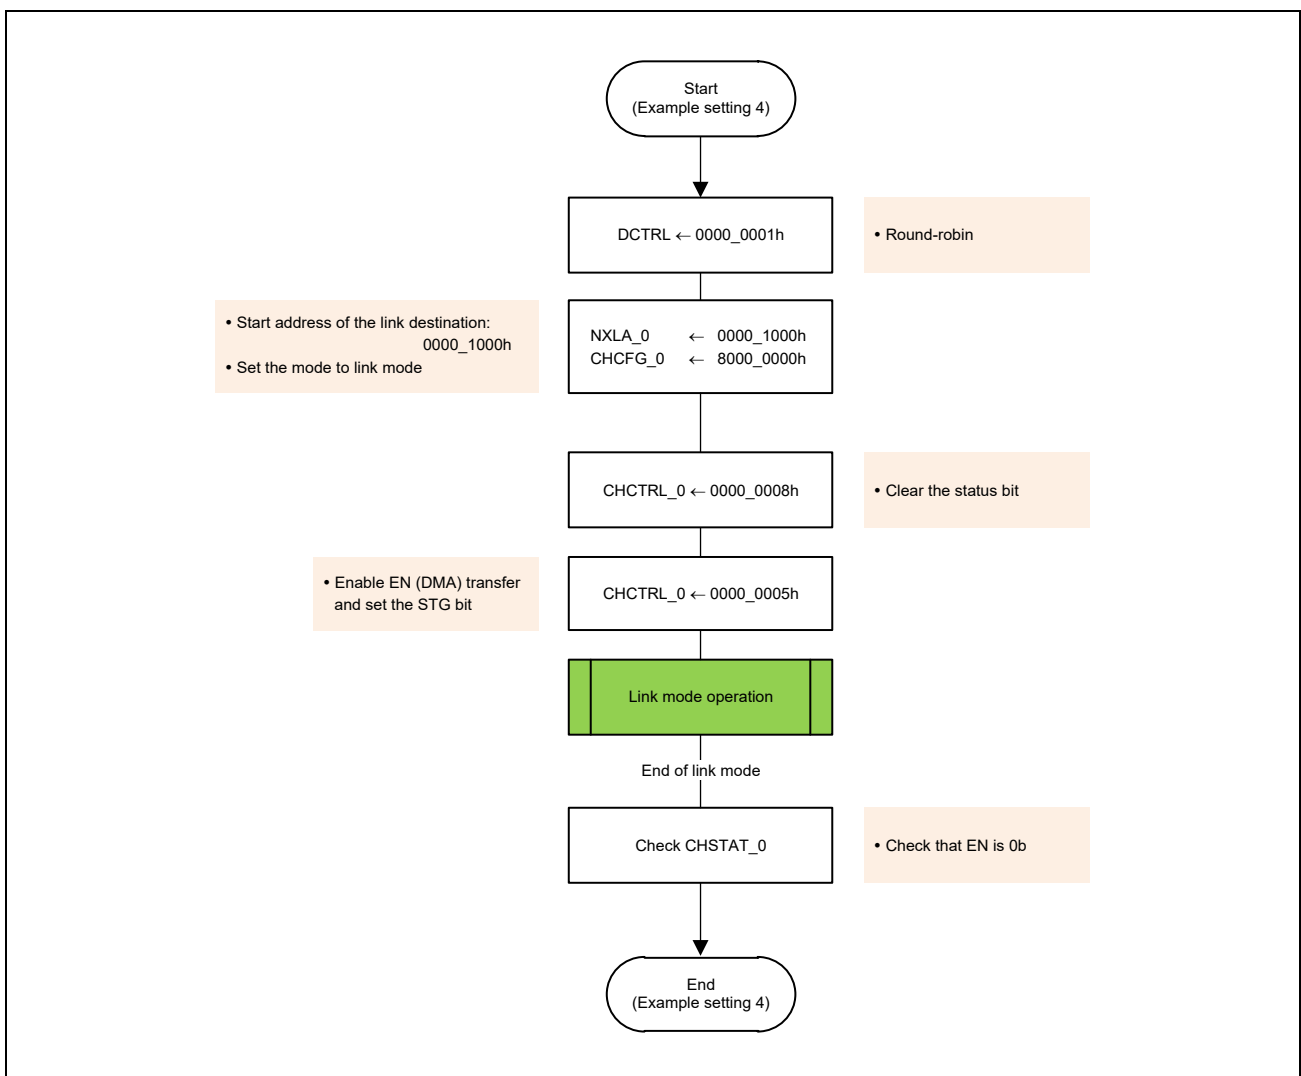 Start
(Example setting 4)
DCTRL ← 0000_0001h
• Round-robin
• Start address of the link destination:
0000_1000h
• Set the mode to link mode
NXLA_0 ← 0000_1000h
CHCFG_0 ← 8000_0000h
CHCTRL_0 ← 0000_0008h
• Clear the status bit
• Enable EN (DMA) transfer
and set the STG bit
CHCTRL_0 ← 0000_0005h
Link mode operation
End of link mode
Check CHSTAT_0
• Check that EN is 0b
End
(Example setting 4)